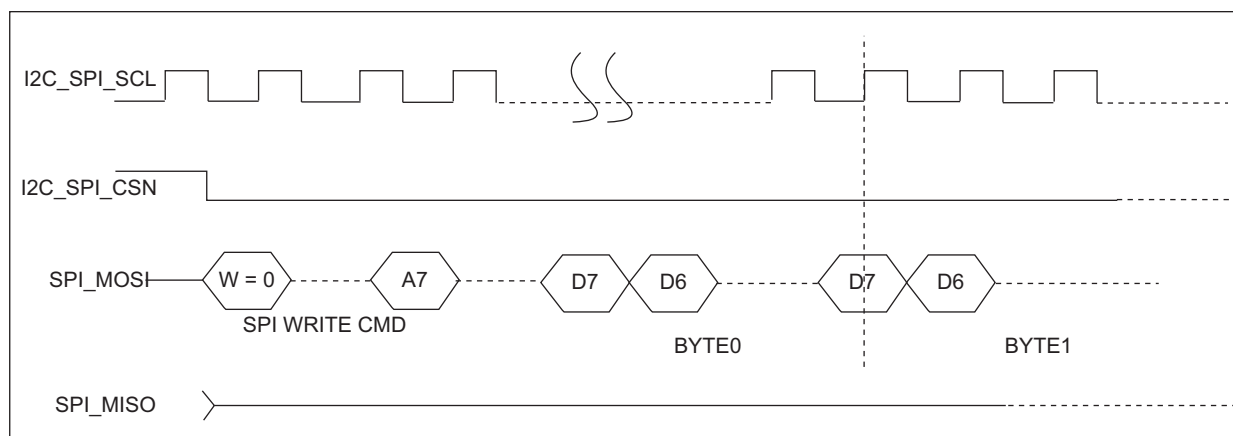 I2C_SPI_SCL
I2C_SPI_CSN
SPI_MOSI W = 0 A7 D7 D6 D7 D6
SPI WRITE CMD
BYTE0 BYTE1
SPI_MISO